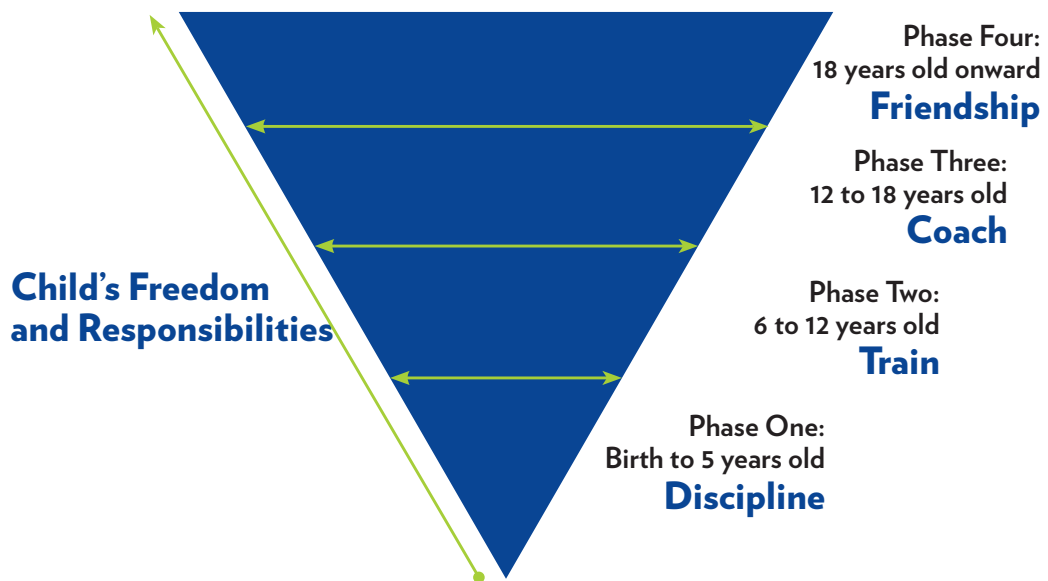 Phase Four:
18 years old onward
Friendship
Phase Three:
12 to 18 years old
Coach
Child’s Freedom
and Responsibilities
Phase Two:
6 to 12 years old
Train
Phase One:
Birth to 5 years old
Discipline